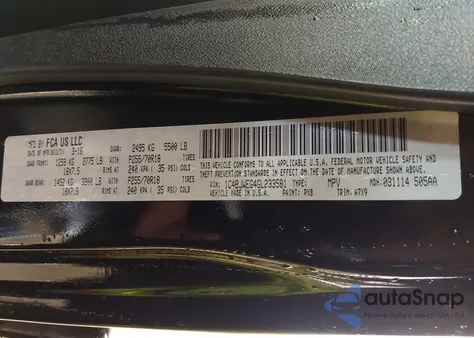 MFD BY FCA US LLC
DATE OF MFR 3-16 GVWR: 2495 KG 5500 LB
GAWR FRONT: 1259 KG 2775 LB WITH TIRES P255/70R18
18X7.5 RIMS AT 240 KPA ( 35 PSI) COLD
GAWR REAR: 1452 KG 3200 LB WITH TIRES P255/70R18
18X7.5 RIMS AT 240 KPA ( 35 PSI) COLD
THIS VEHICLE CONFORMS TO ALL APPLICABLE U.S.A. FEDERAL MOTOR VEHICLE SAFETY AND
THEFT PREVENTION STANDARDS IN EFFECT ON THE DATE OF MANUFACTURE SHOWN ABOVE.
VIN: 1C4BJWEG4GL233581 TYPE: MPV MDH: 031114 505AA
VEHICLE MADE IN U.S.A. PAINT: PX8 TRIM: A7X9
autoSnap